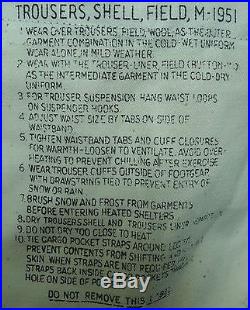 TROUSERS, SHELL, FIELD, M-1951
1 WEAR OVER TROUSERS, FIELD, WOOL, AS THE OUTER
GARMENT COMBINATION IN THE COLD-WET UNIFORM
WEAR ALONE IN MILD WEATHER.
2 WEAR WITH THE TROUSER-LINER, FIELD
AS THE INTERMEDIATE GARMENT IN THE COLD-DRY
UNIFORM.
3 FOR TROUSER SUSPENSION HANG WAIST LOOPS
ON SUSPENDER HOOKS.
4 ADJUST WAIST SIZE BY TABS ON SIDE OF
WAISTBAND.
5 TIGHTEN WAISTBAND TABS AND CUFF CLOSURES
FOR WARMTH-LOOSEN TO VENTILATE. AVOID OVER-
HEATING TO PREVENT CHILLING AFTER EXERCISE
6 WEAR TROUSER CUFFS OUTSIDE OF FOOTGEAR
WITH DRAWSTRING TIED TO PREVENT ENTRY OF
SNOW OR RAIN.
7 BRUSH SNOW AND FROST FROM GARMENTS
BEFORE ENTERING HEATED SHELTERS
8 DRY TROUSERS SHELL AND TROUSERS LINER
9 DO NOT DRY TOO CLOSE TO HEAT
10 TIE CARGO POCKET STRAPS AROUND
PREVENT CONTENTS FROM SHIFTING AND
SKIN. WHEN STRAPS ARE NOT
STRAPS BACK INSIDE
HOLE ON SIDE OF
DO NOT REMOVE THIS